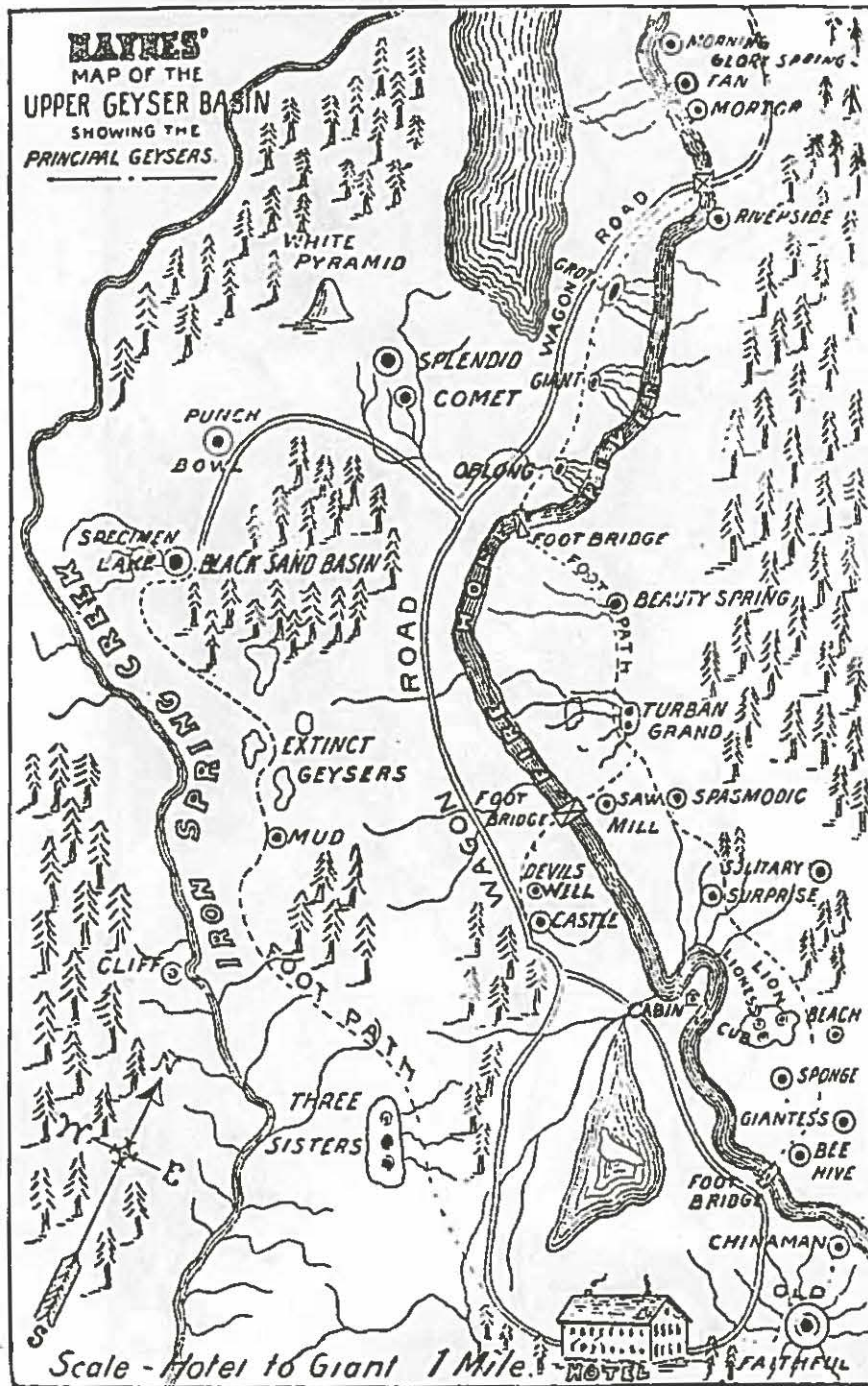 HAYNES'
MAP OF THE
UPPER GEYSER BASIN
SHOWING THE
PRINCIPAL GEYSERS.
MORNING
GLORY SPRING
FAN
MORTAR
RIVERSIDE
WHITE
PYRAMID
WAGON ROAD
GROTTO
SPLENDID
COMET
GIANT
PUNCH
BOWL
OBLONG
FOOT BRIDGE
SPECIMEN
LAKE
BLACK SAND BASIN
FOOT PATH
BEAUTY SPRING
FIRE HOLE RIVER
IRON SPRING CREEK
WAGON ROAD
TURBAN
GRAND
EXTINCT
GEYSERS
FOOT
BRIDGE
SAW
MILL
SPASMODIC
MUD
DEVILS
WELL
SOLITARY
SURPRISE
CASTLE
CLIFF
FOOT PATH
LION
LIONESS
CUB
CABIN
BEACH
SPONGE
THREE
SISTERS
GIANTESS
BEE
HIVE
N
W
E
S
FOOT
BRIDGE
CHINAMAN
OLD
FAITHFUL
HOTEL
Scale - Hotel to Giant 1 Mile.